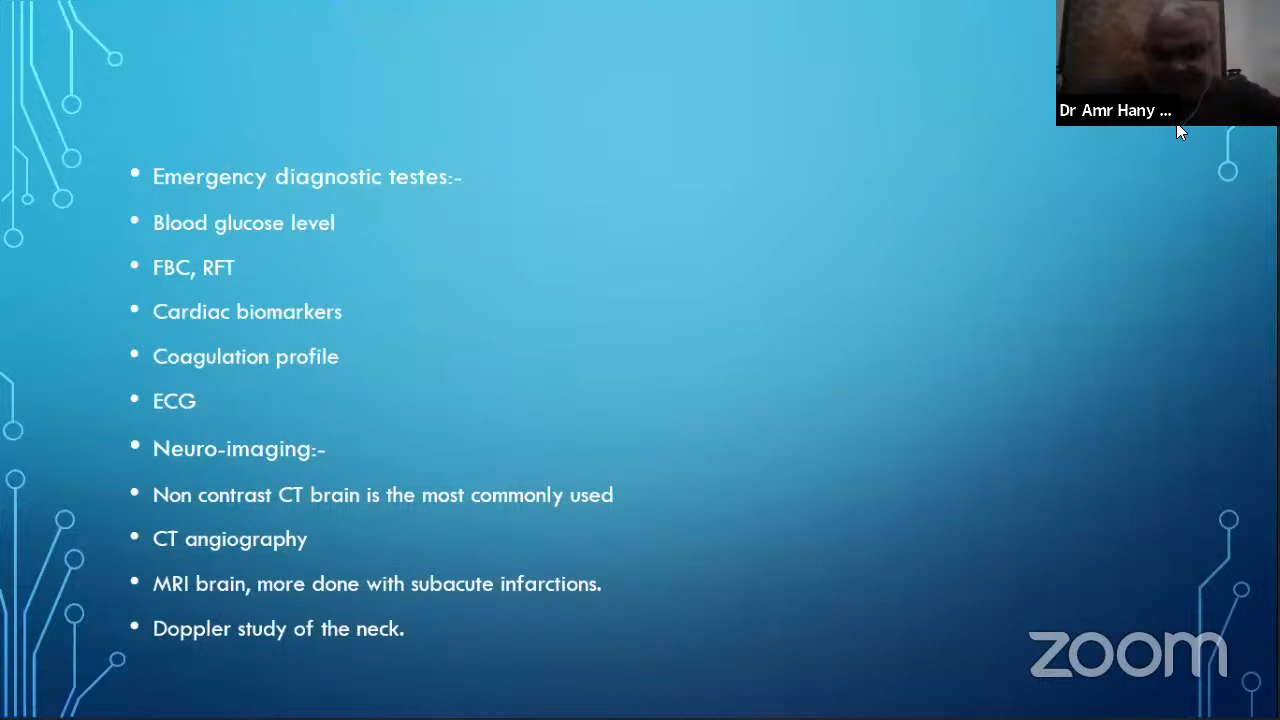 Dr Amr Hany ...
Emergency diagnostic testes:-
Blood glucose level
FBC, RFT
Cardiac biomarkers
Coagulation profile
ECG
Neuro-imaging:-
Non contrast CT brain is the most commonly used
CT angiography
MRI brain, more done with subacute infarctions.
Doppler study of the neck.
zoom